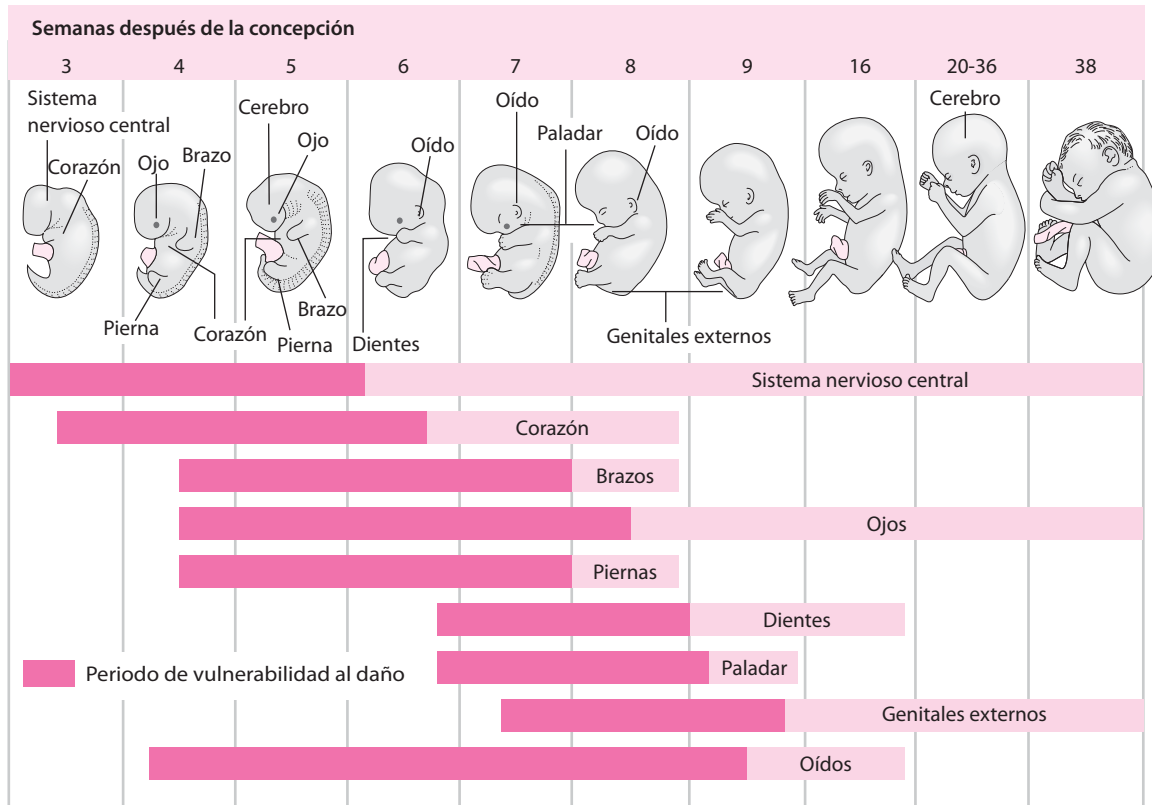 Semanas después de la concepción
3 4 5 6 7 8 9 16 20-36 38
Sistema
nervioso central
Corazón
Ojo
Brazo
Cerebro
Ojo
Oído
Oído
Paladar
Oído
Cerebro
Pierna
Corazón
Brazo
Pierna
Dientes
Genitales externos
Sistema nervioso central
Corazón
Brazos
Ojos
Piernas
Dientes
Periodo de vulnerabilidad al daño
Paladar
Genitales externos
Oídos